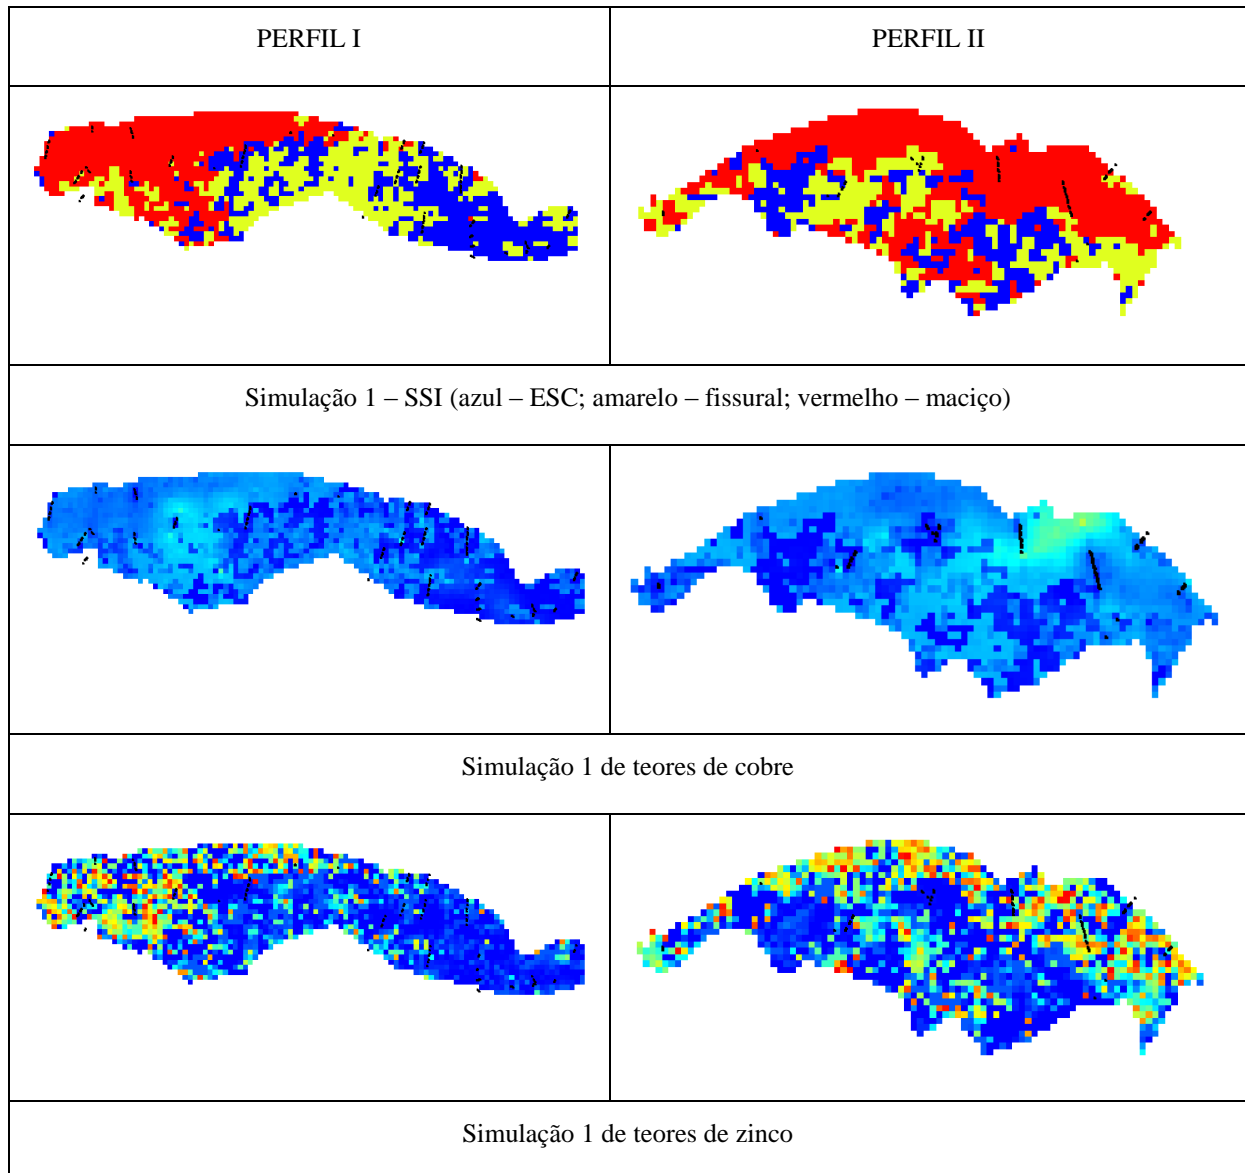 PERFIL I
PERFIL II
Simulação 1 – SSI (azul – ESC; amarelo – fissural; vermelho – maciço)
Simulação 1 de teores de cobre
Simulação 1 de teores de zinco